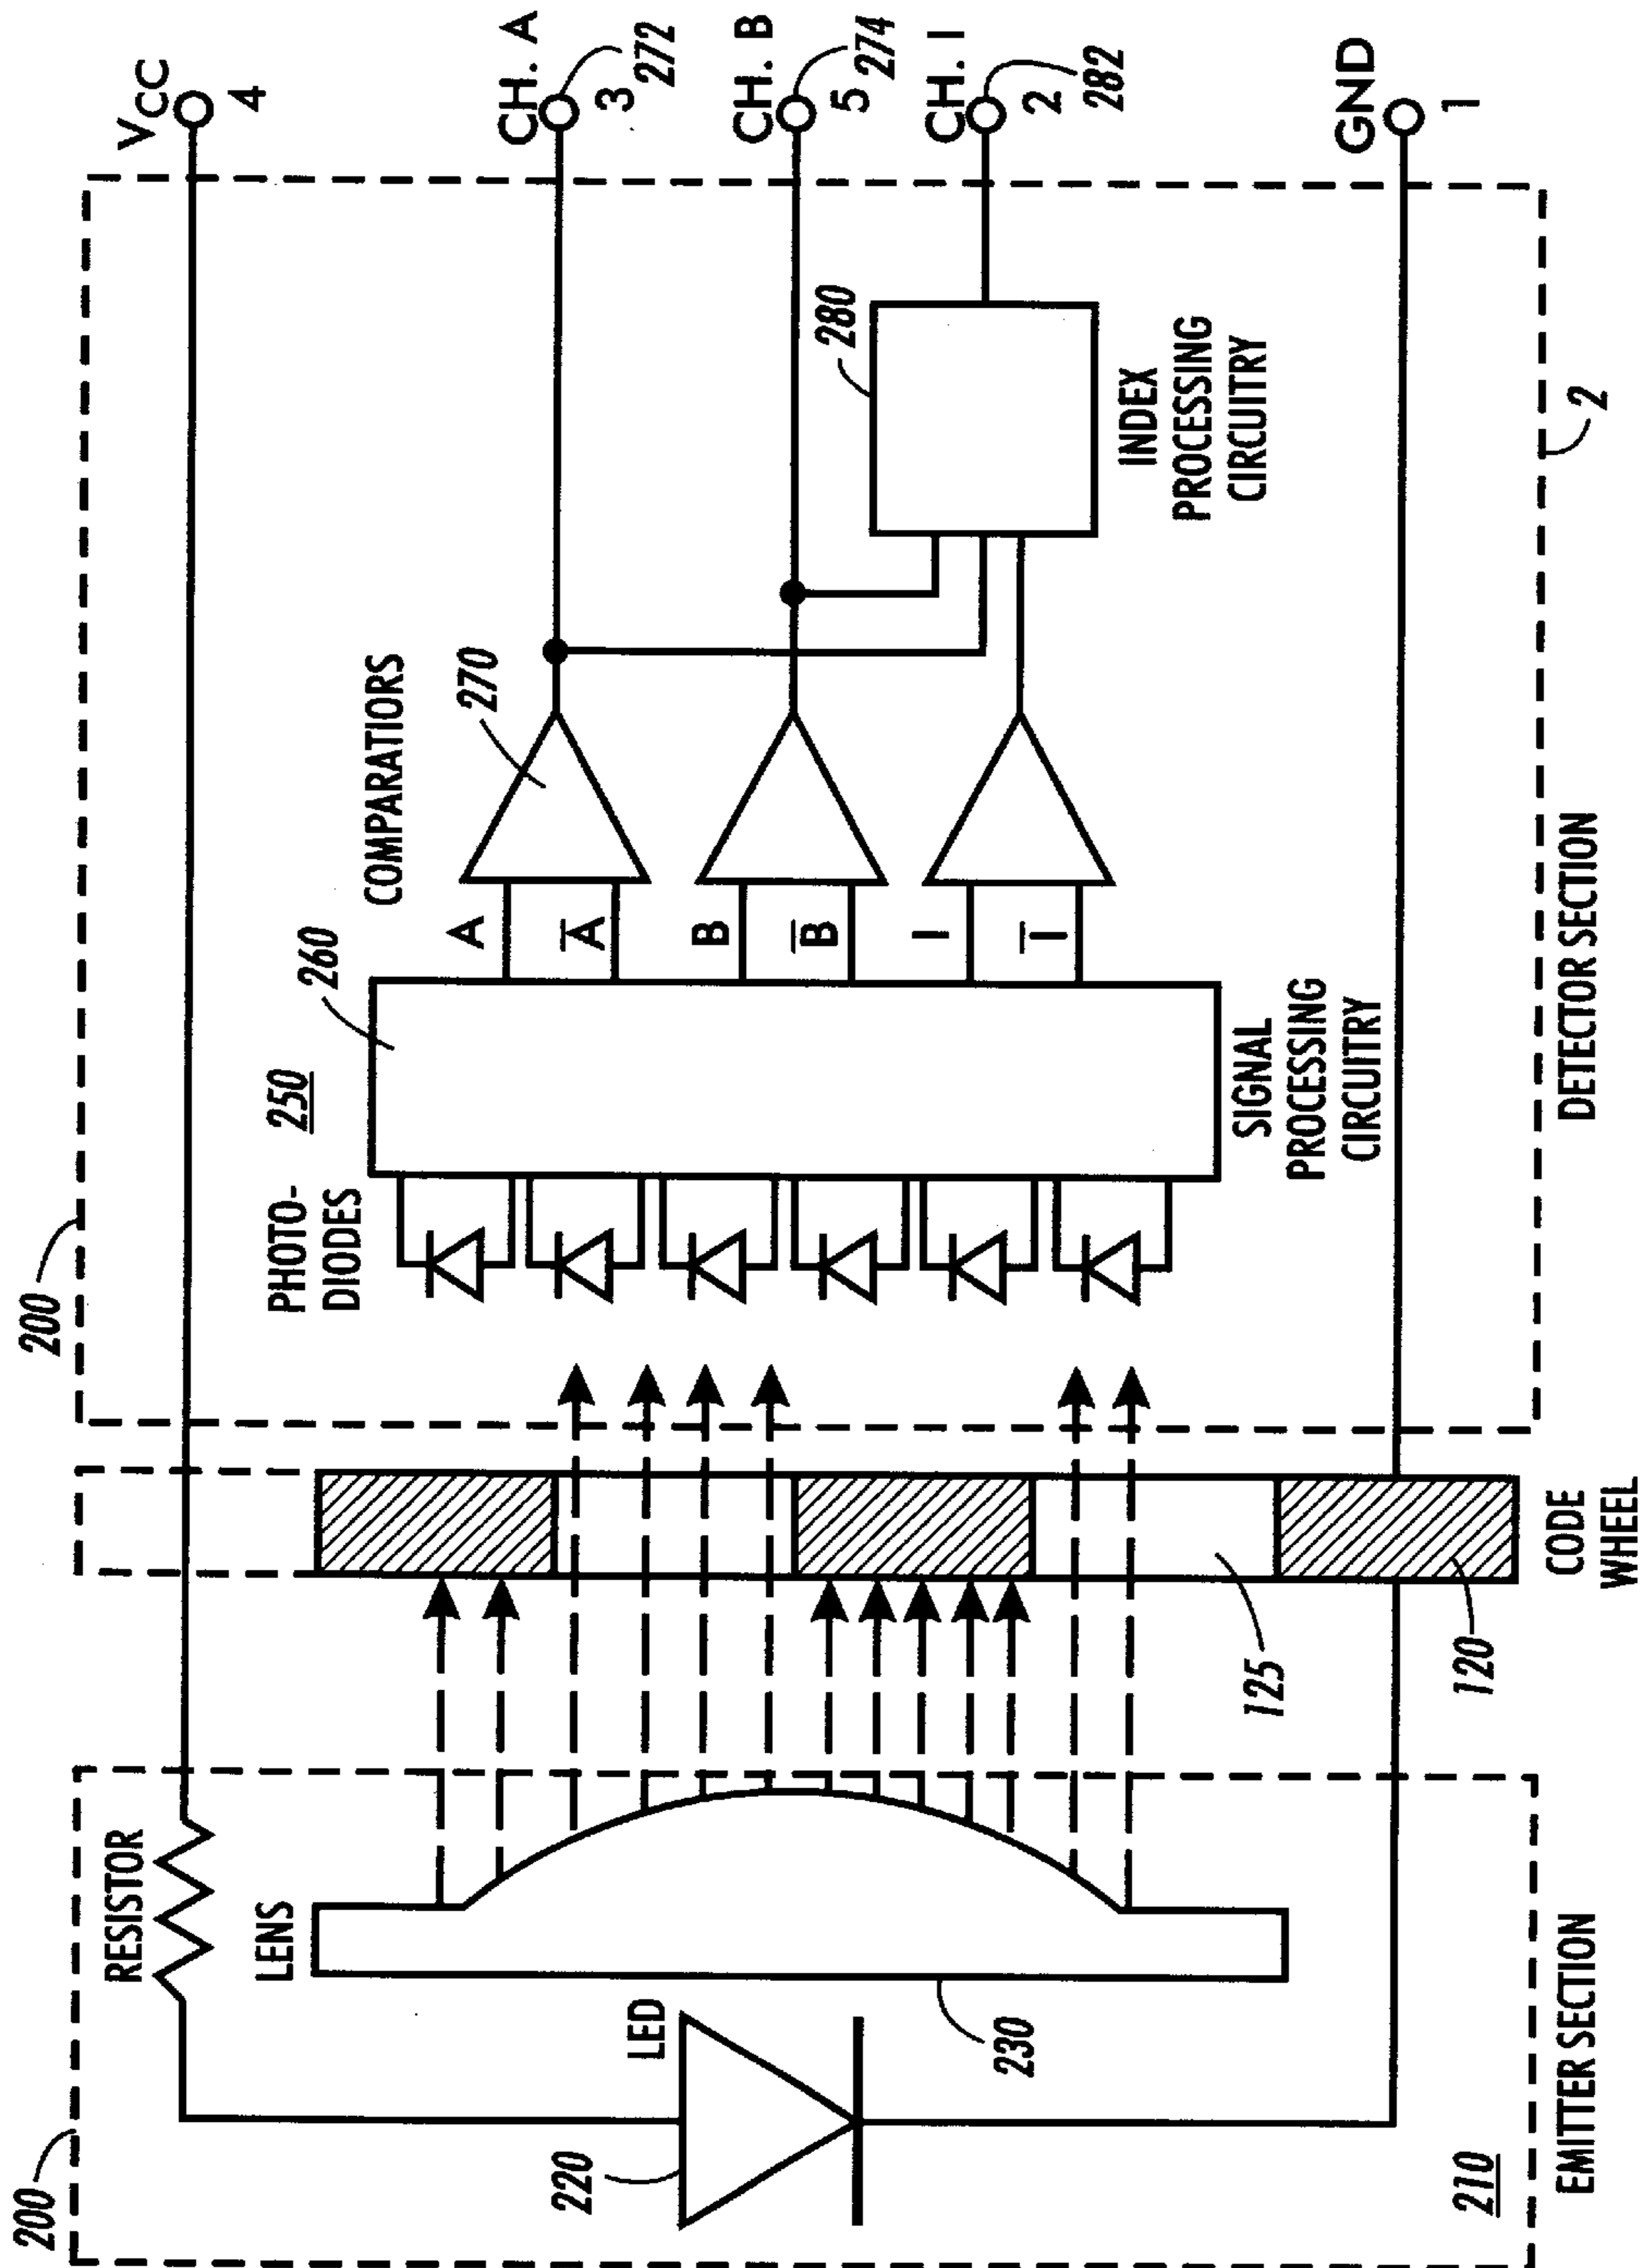 200
200
RESISTOR
VCC
4
LENS
LED
220
230
210
EMITTER SECTION
125
120
CODE
WHEEL
PHOTO-
DIODES
250
260
SIGNAL
PROCESSING
CIRCUITRY
A
A̅
B
B̅
I
I̅
COMPARATIORS
270
280
INDEX
PROCESSING
CIRCUITRY
CH. A
3
272
CH. B
5
274
CH. I
2
282
GND
1
2
DETECTOR SECTION